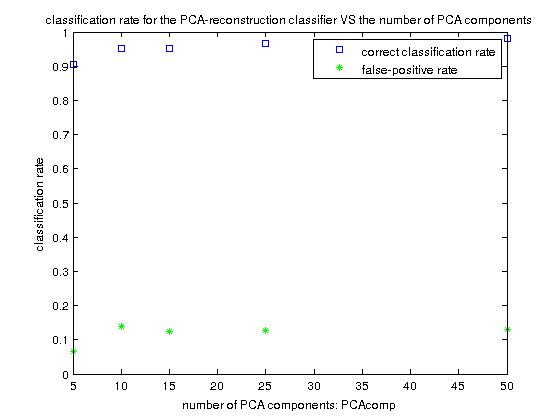 classification rate for the PCA-reconstruction classifier VS the number of PCA components
1
0.9
0.8
0.7
0.6
0.5
0.4
0.3
0.2
0.1
0
classification rate
correct classification rate
false-positive rate
5 10 15 20 25 30 35 40 45 50
number of PCA components: PCAcomp